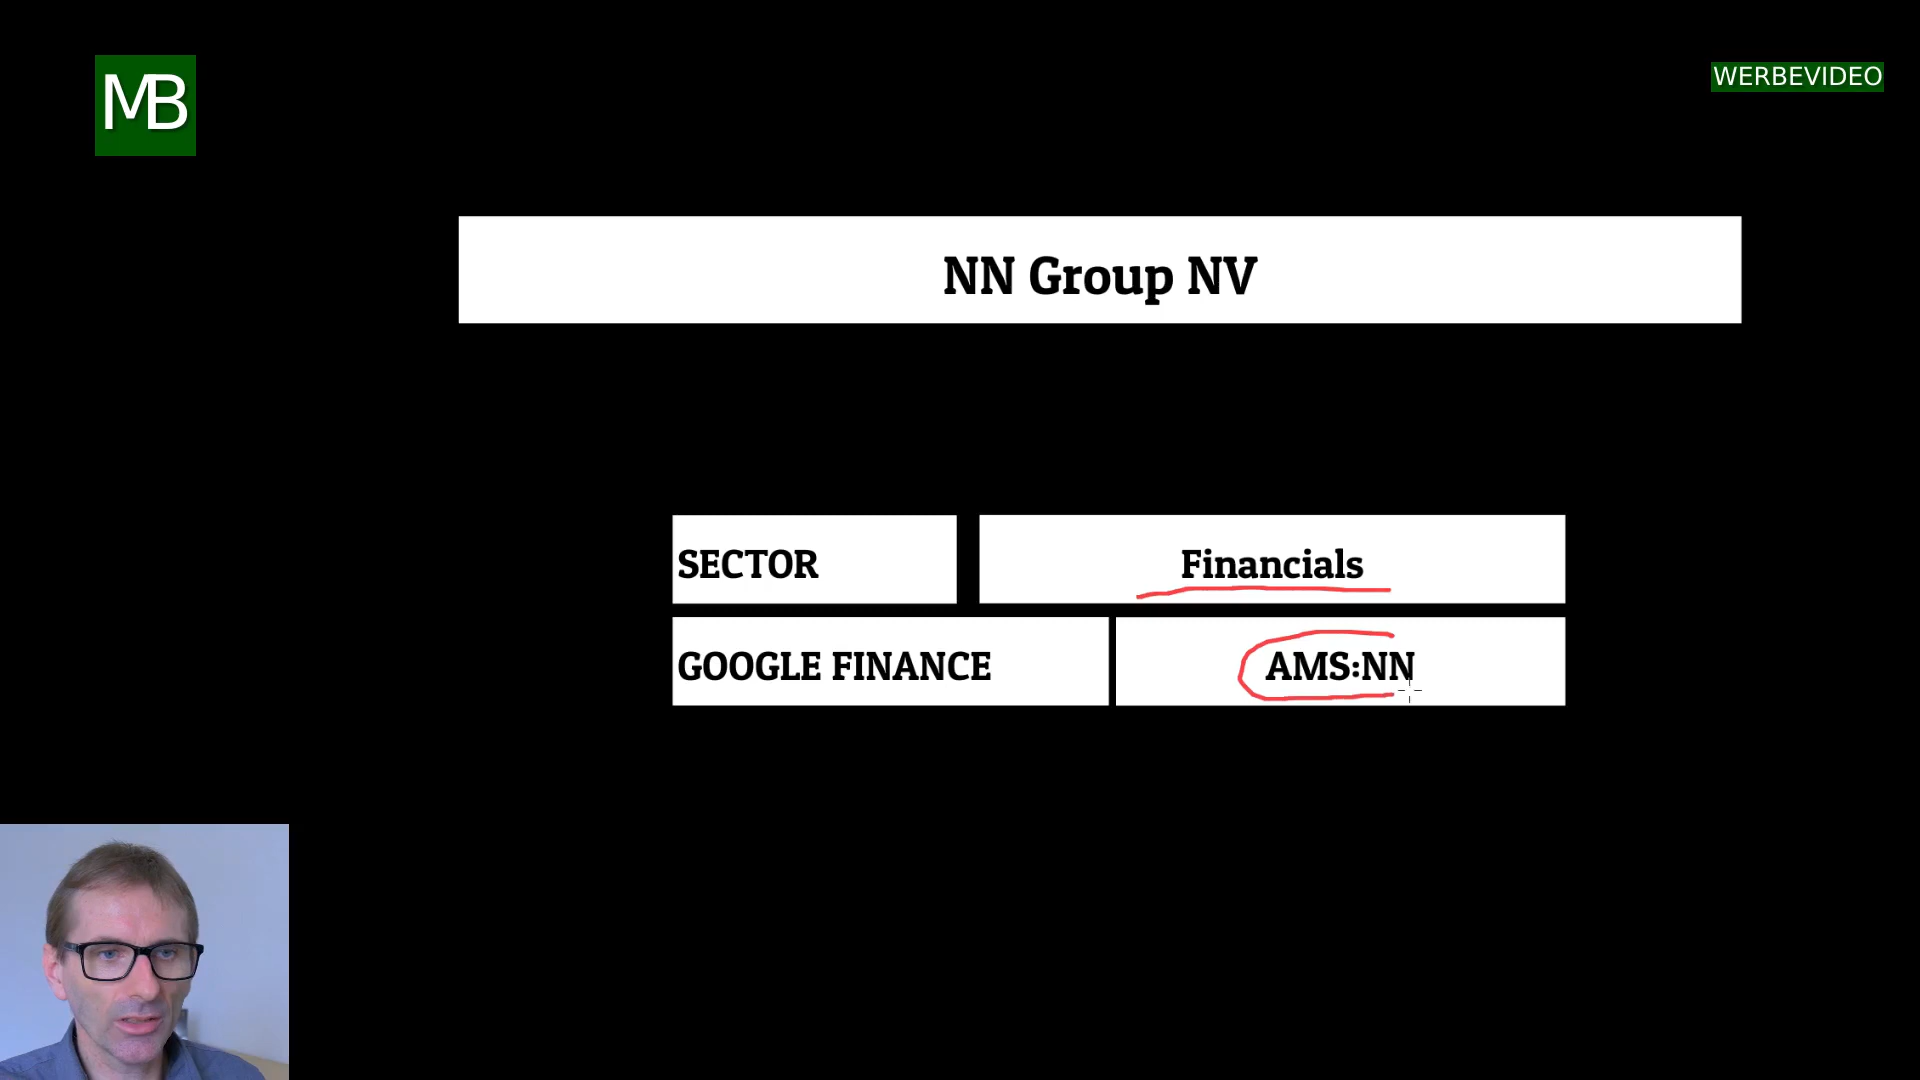 MB
WERBEVIDEO
NN Group NV
SECTOR
Financials
GOOGLE FINANCE
AMS:NN